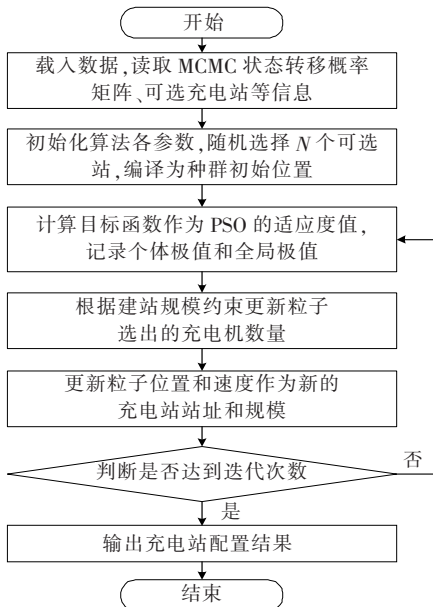 开始
载入数据,读取 MCMC 状态转移概率
矩阵、可选充电站等信息
初始化算法各参数,随机选择 N 个可选
站,编译为种群初始位置
计算目标函数作为 PSO 的适应度值,
记录个体极值和全局极值
根据建站规模约束更新粒子
选出的充电机数量
更新粒子位置和速度作为新的
充电站站址和规模
判断是否达到迭代次数
否
是
输出充电站配置结果
结束